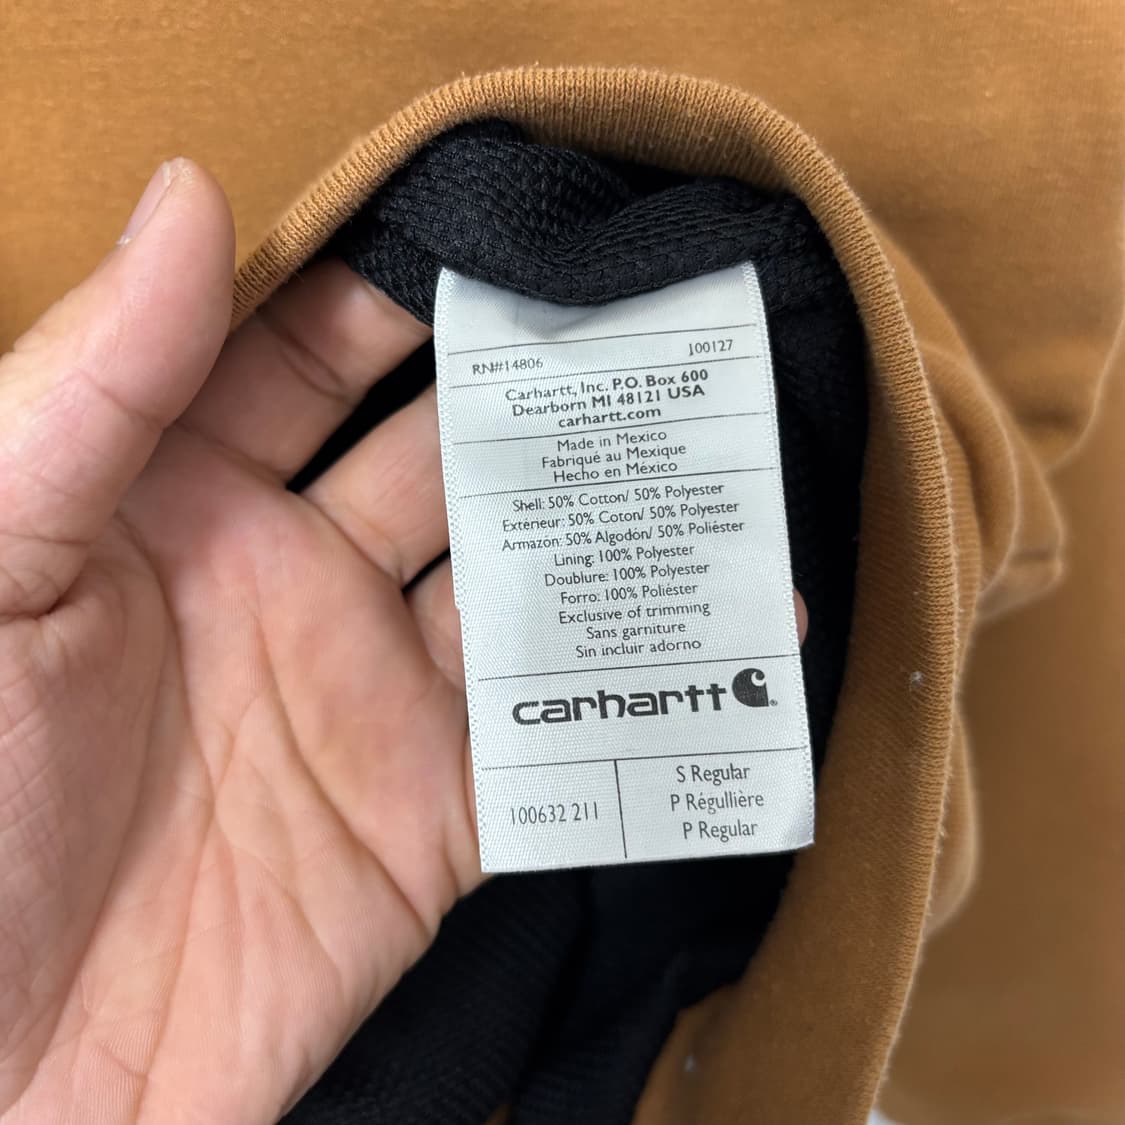 RN#14806 J00127
Carhartt, Inc. P.O. Box 600
Dearborn MI 48121 USA
carhartt.com
Made in Mexico
Fabriqué au Mexique
Hecho en México
Shell: 50% Cotton/ 50% Polyester
Extérieur: 50% Coton/ 50% Polyester
Armazón: 50% Algodón/ 50% Poliéster
Lining: 100% Polyester
Doublure: 100% Polyester
Forro: 100% Poliéster
Exclusive of trimming
Sans garniture
Sin incluir adorno
carhartt
100632 211
S Regular
P Régullière
P Regular